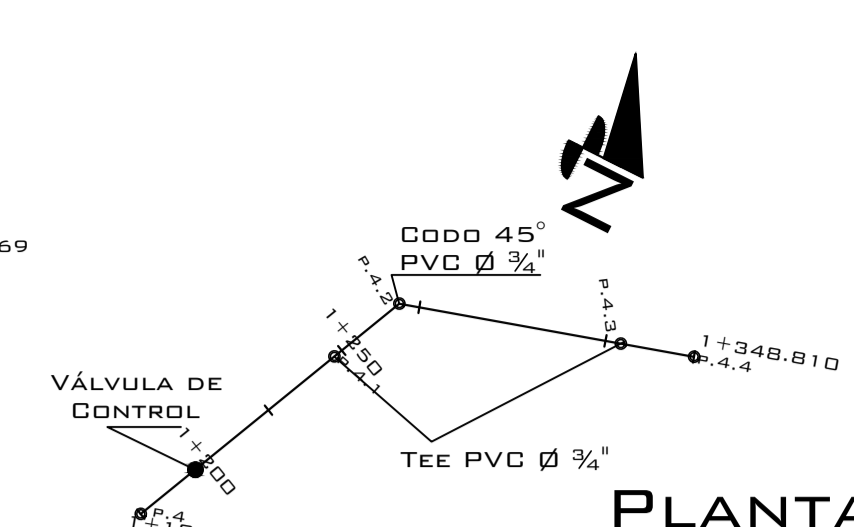 N
69
Codo 45°
PVC Ø ¾"
P.4.2
P.4.3
1+250
P.4.1
1+348.810
P.4.4
Válvula de
Control
1+200
Tee PVC Ø ¾"
P.4
Planta